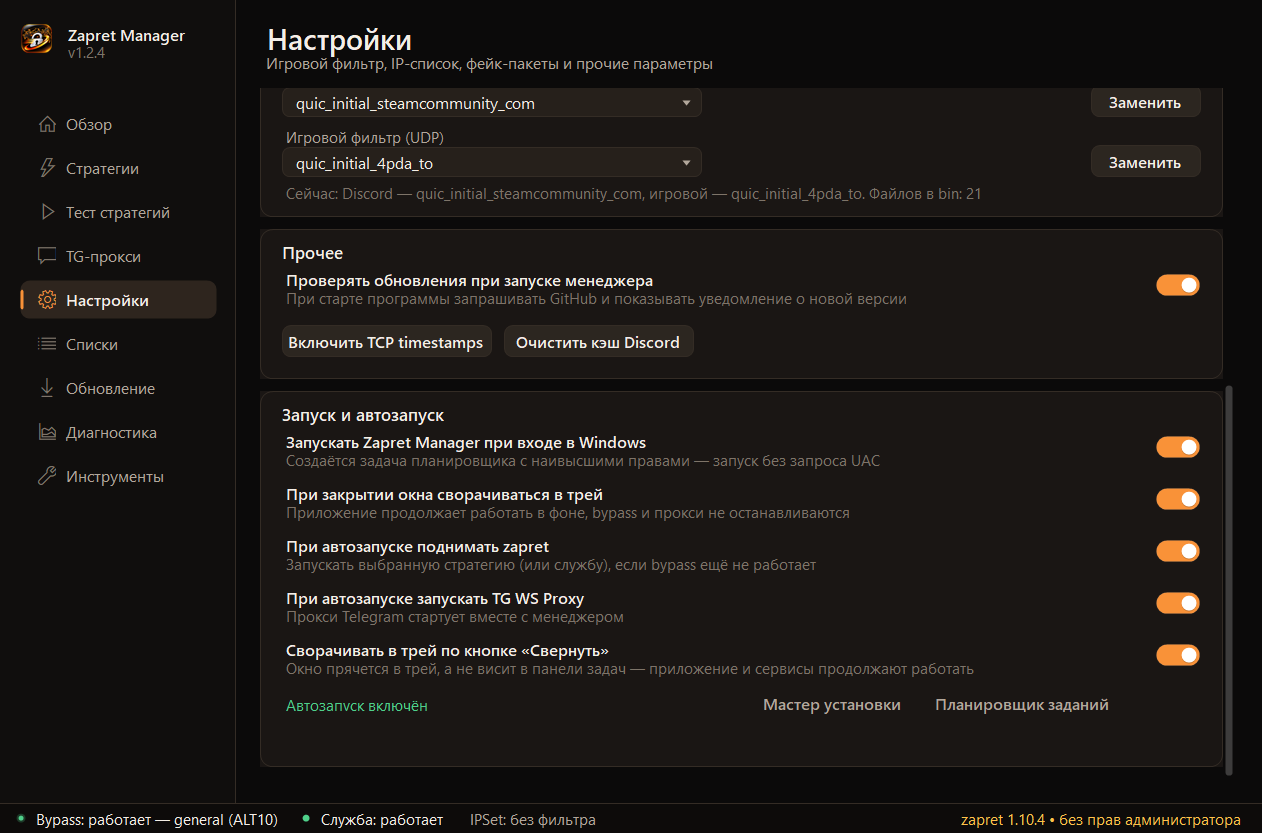 Zapret Manager
v1.2.4
Обзор
Стратегии
Тест стратегий
TG-прокси
Настройки
Списки
Обновление
Диагностика
Инструменты
Настройки
Игровой фильтр, IP-список, фейк-пакеты и прочие параметры
quic_initial_steamcommunity_com
Заменить
Игровой фильтр (UDP)
quic_initial_4pda_to
Заменить
Сейчас: Discord — quic_initial_steamcommunity_com, игровой — quic_initial_4pda_to. Файлов в bin: 21
Прочее
Проверять обновления при запуске менеджера
При старте программы запрашивать GitHub и показывать уведомление о новой версии
Включить TCP timestamps
Очистить кэш Discord
Запуск и автозапуск
Запускать Zapret Manager при входе в Windows
Создаётся задача планировщика с наивысшими правами — запуск без запроса UAC
При закрытии окна сворачиваться в трей
Приложение продолжает работать в фоне, bypass и прокси не останавливаются
При автозапуске поднимать zapret
Запускать выбранную стратегию (или службу), если bypass ещё не работает
При автозапуске запускать TG WS Proxy
Прокси Telegram стартует вместе с менеджером
Сворачивать в трей по кнопке «Свернуть»
Окно прячется в трей, а не висит в панели задач — приложение и сервисы продолжают работать
Автозапуск включён
Мастер установки
Планировщик заданий
Bypass: работает — general (ALT10)
Служба: работает
IPSet: без фильтра
zapret 1.10.4 • без прав администратора